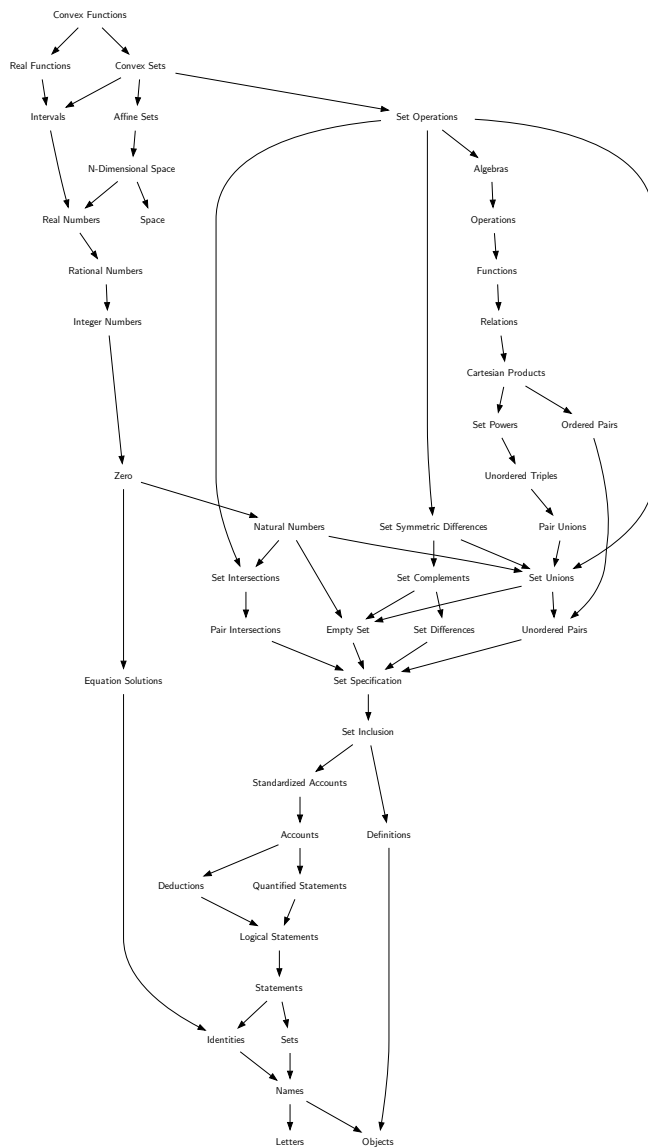 Convex Functions
Real Functions
Convex Sets
Intervals
Affine Sets
Set Operations
N-Dimensional Space
Algebras
Real Numbers
Space
Operations
Rational Numbers
Functions
Integer Numbers
Relations
Cartesian Products
Set Powers
Ordered Pairs
Zero
Unordered Triples
Natural Numbers
Set Symmetric Differences
Pair Unions
Set Intersections
Set Complements
Set Unions
Pair Intersections
Empty Set
Set Differences
Unordered Pairs
Equation Solutions
Set Specification
Set Inclusion
Standardized Accounts
Accounts
Definitions
Deductions
Quantified Statements
Logical Statements
Statements
Identities
Sets
Names
Letters
Objects